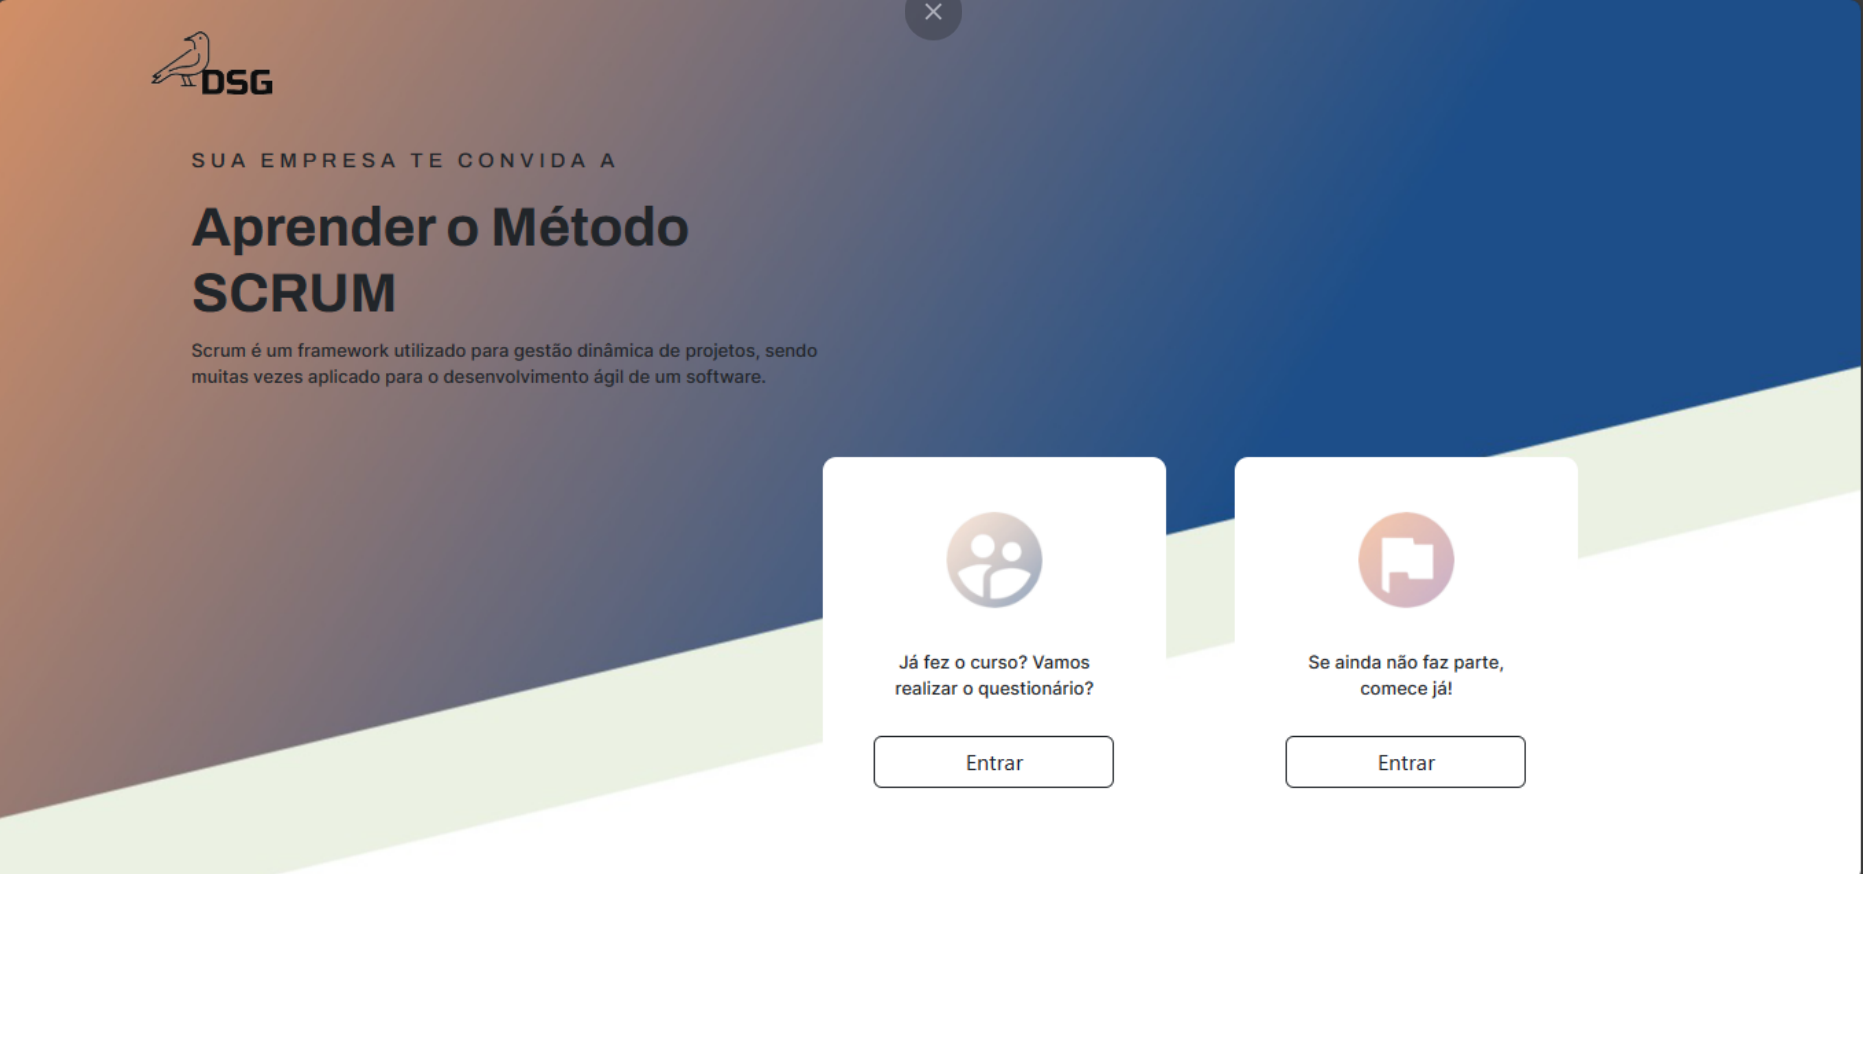 DSG
SUA EMPRESA TE CONVIDA A
Aprender o Método
SCRUM
Scrum é um framework utilizado para gestão dinâmica de projetos, sendo
muitas vezes aplicado para o desenvolvimento ágil de um software.
Já fez o curso? Vamos
realizar o questionário?
Entrar
Se ainda não faz parte,
comece já!
Entrar